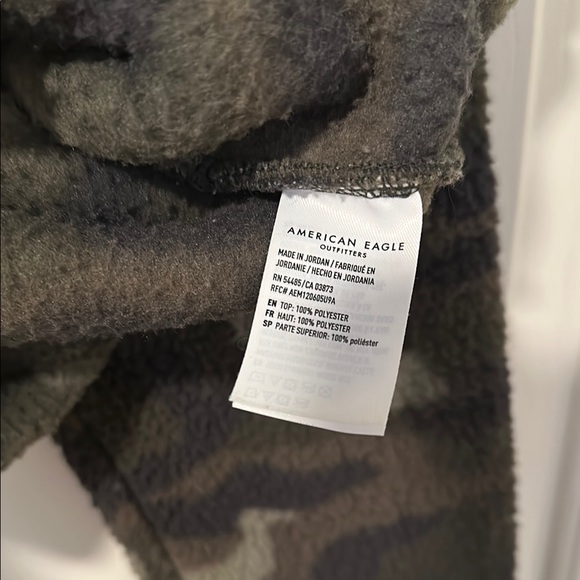 AMERICAN EAGLE
OUTFITTERS
MADE IN JORDAN / FABRIQUÉ EN
JORDANIE / HECHO EN JORDANIA
RN 54485/CA 03873
RFC# AEM120605U9A
EN TOP: 100% POLYESTER
FR HAUT: 100% POLYESTER
SP PARTE SUPERIOR: 100% poliéster